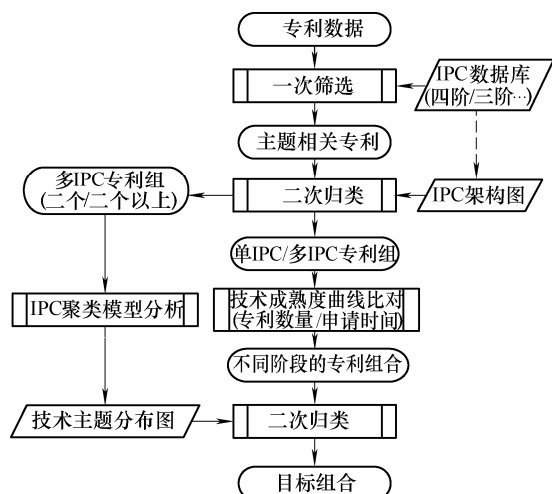 专利数据
一次筛选
IPC数据库
(四阶/三阶…)
主题相关专利
多IPC专利组
(二个/二个以上)
二次归类
IPC架构图
单IPC/多IPC专利组
IPC聚类模型分析
技术成熟度曲线比对
(专利数量/申请时间)
不同阶段的专利组合
技术主题分布图
二次归类
目标组合